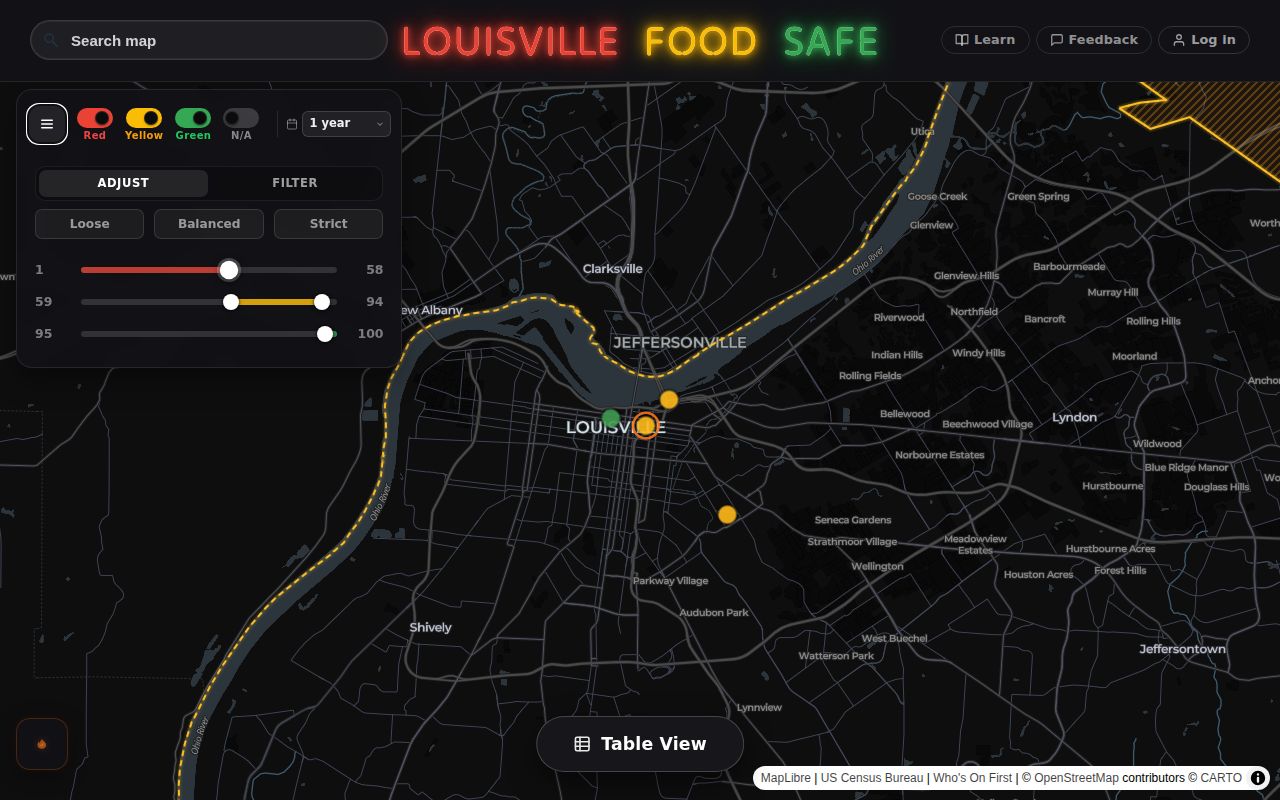 Search map
LOUISVILLE FOOD SAFE
Learn
Feedback
Log In
Red
Yellow
Green
N/A
1 year
ADJUST
FILTER
Loose
Balanced
Strict
1
58
59
94
95
100
Utica
Goose Creek
Green Spring
Glenview
Worth
Ohio River
Clarksville
Barbourmeade
Glenview Hills
Murray Hill
wn
ew Albany
Riverwood
Northfield
Bancroft
Rolling Hills
JEFFERSONVILLE
Indian Hills
Windy Hills
Moorland
Rolling Fields
Anchor
LOUISVILLE
Bellewood
Beechwood Village
Lyndon
Wildwood
Norbourne Estates
Blue Ridge Manor
Wo
Hurstbourne
Douglass Hills
Ohio River
Seneca Gardens
Strathmoor Village
Meadowview
Estates
Hurstbourne Acres
Wellington
Houston Acres
Forest Hills
Parkway Village
Audubon Park
Shively
West Buechel
Watterson Park
Jeffersontown
Lynnview
Ohio River
Table View
MapLibre | US Census Bureau | Who's On First | © OpenStreetMap contributors © CARTO